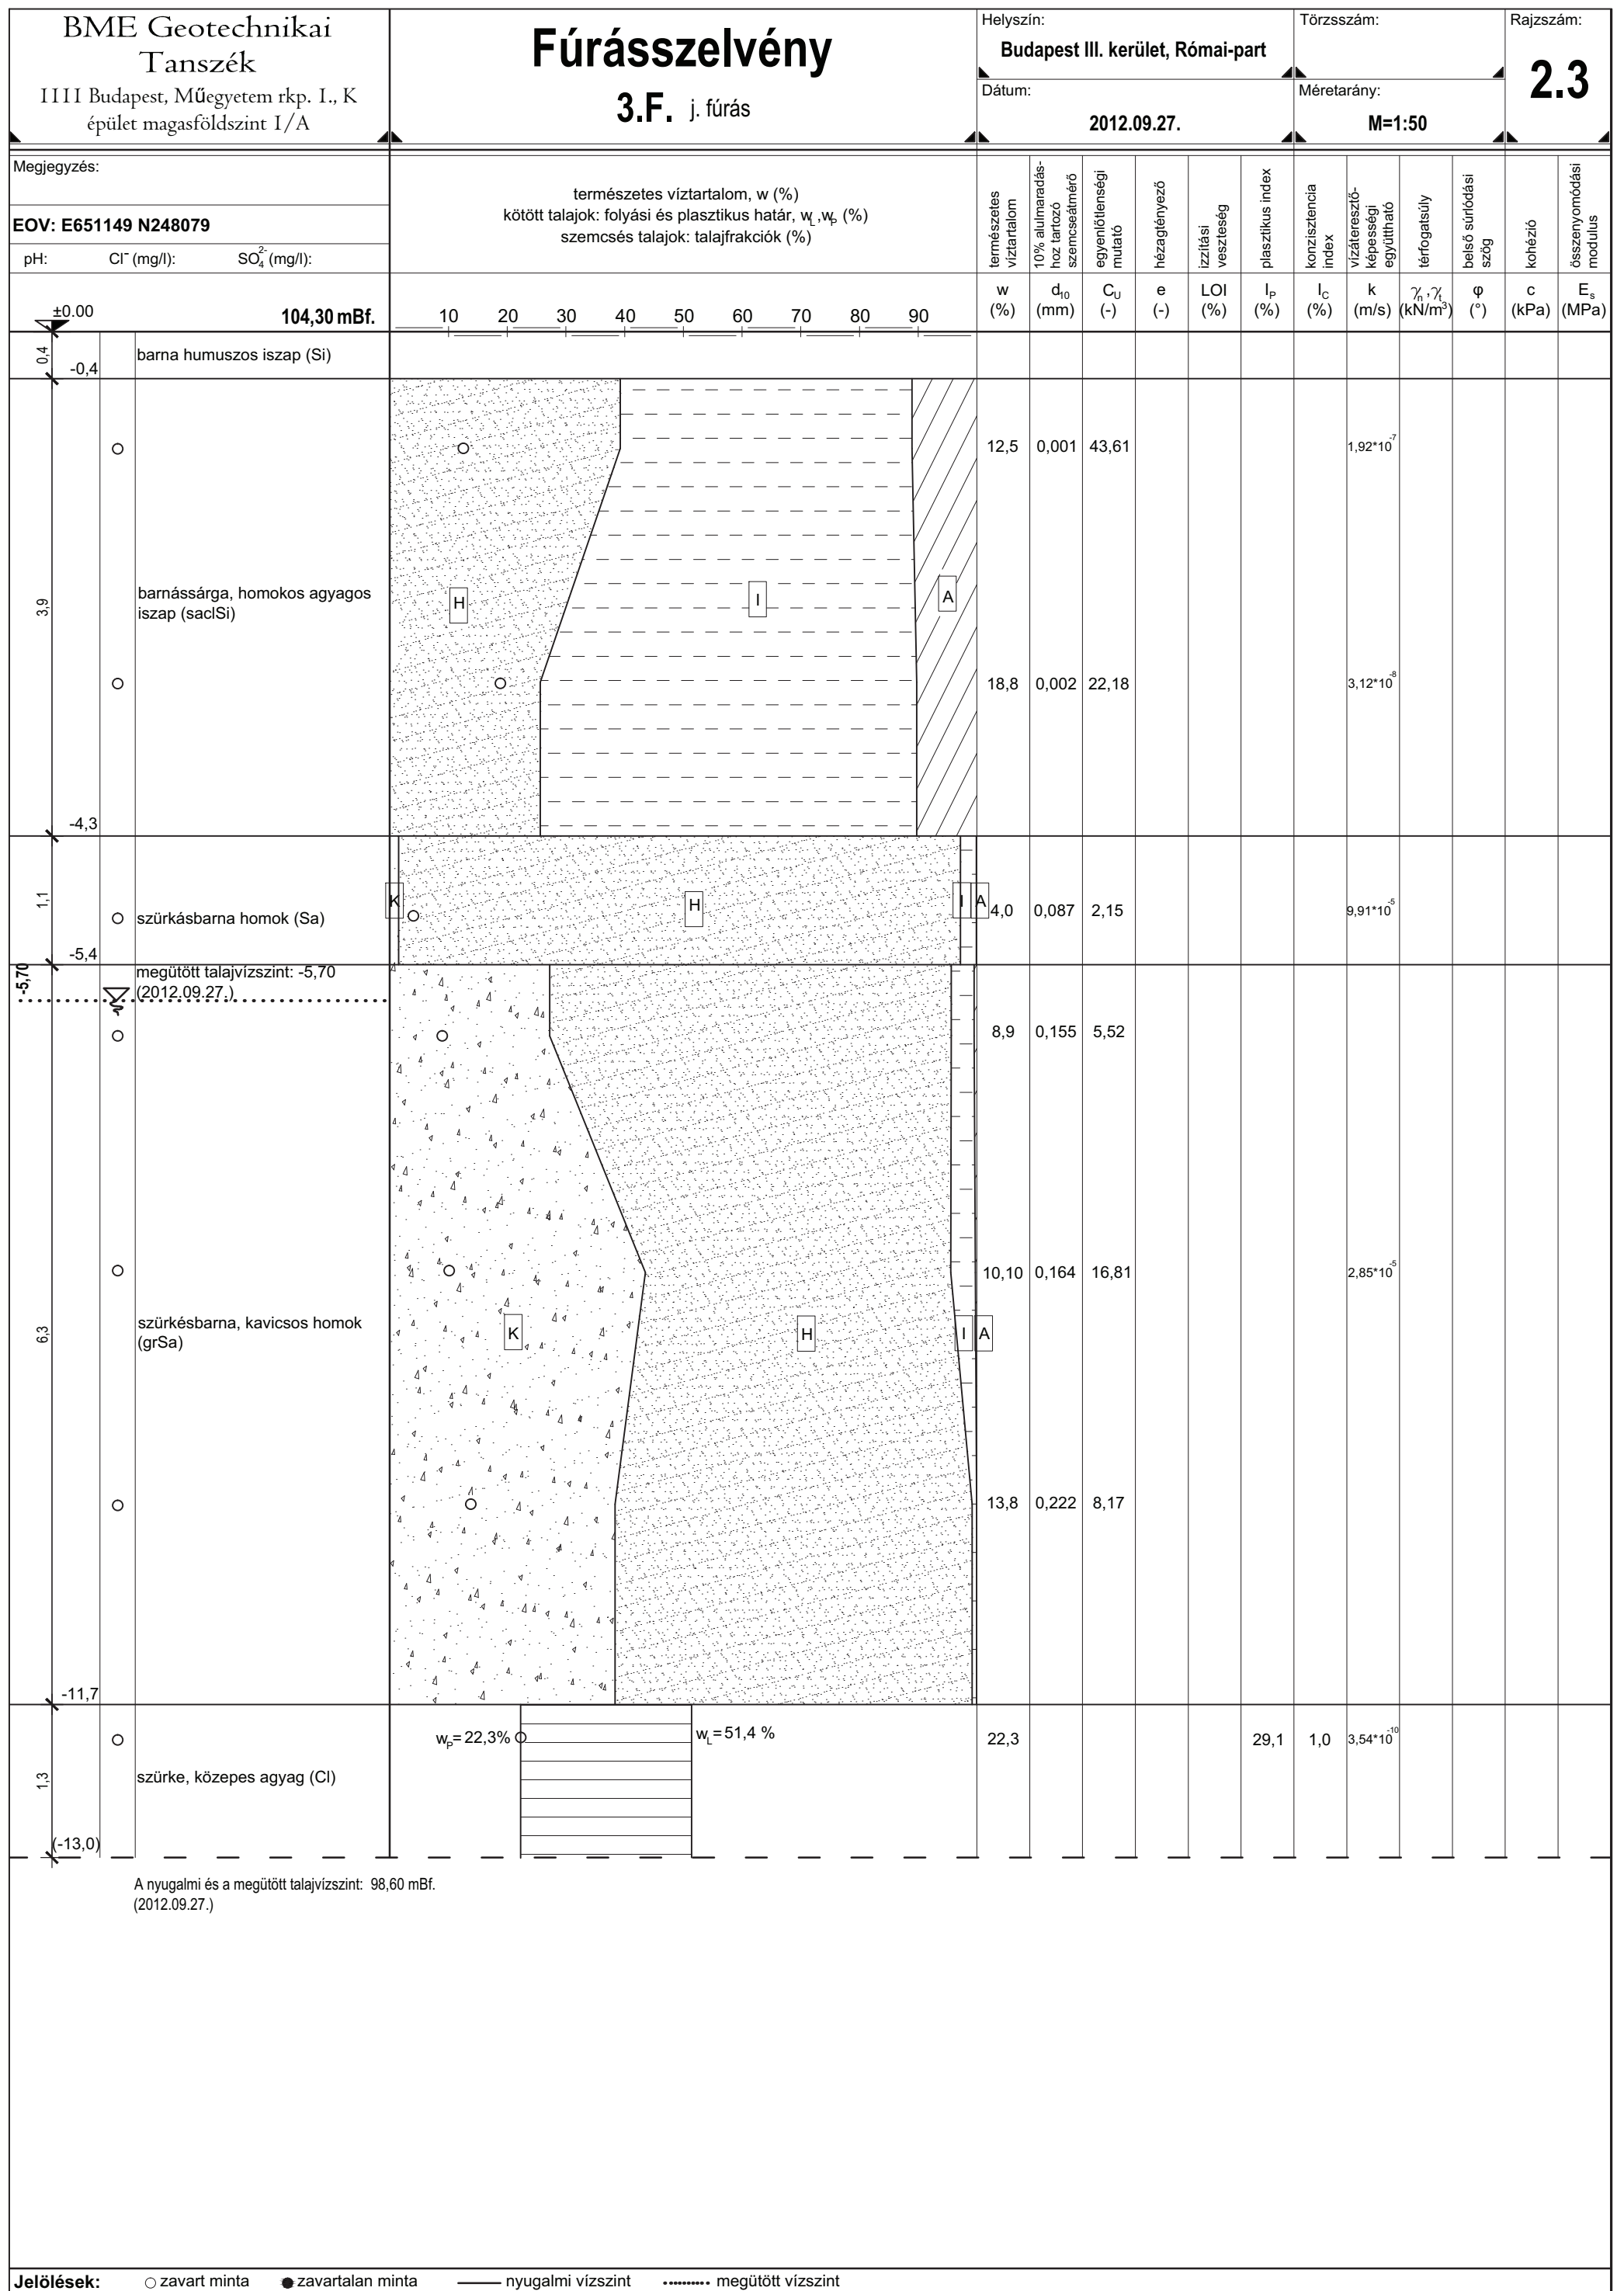 BME Geotechnikai
Tanszék
1111 Budapest, Műegyetem rkp. 1., K
épület magasföldszint 1/A
Fúrásszelvény
3.F. j. fúrás
Helyszín:
Budapest III. kerület, Római-part
Törzsszám:
Rajzszám:
2.3
Dátum:
2012.09.27.
Méretarány:
M=1:50
Megjegyzés:
EOV: E651149 N248079
pH: Cl⁻ (mg/l): SO₄²⁻ (mg/l):
természetes víztartalom, w (%)
kötött talajok: folyási és plasztikus határ, w_L,w_P (%)
szemcsés talajok: talajfrakciók (%)
természetes víztartalom
10% alulmaradás-hoz tartozó szemcseátmérő
egyenlőtlenségi mutató
hézagtényező
izzítási veszteség
plasztikus index
konzisztencia index
vízáteresztő-képességi együttható
térfogatsúly
belső súrlódási szög
kohézió
összenyomódási modulus
w d₁₀ C_U e LOI I_P I_C k γ_n,γ_t φ c E_s
(%) (mm) (-) (-) (%) (%) (%) (m/s) (kN/m³) (°) (kPa) (MPa)
±0.00 104,30 mBf.
10 20 30 40 50 60 70 80 90
0,4 barna humuszos iszap (Si)
-0,4
12,5 0,001 43,61 1,92*10⁻⁷
3,9 barnássárga, homokos agyagos
iszap (saclSi)
H I A
18,8 0,002 22,18 3,12*10⁻⁸
-4,3
1,1 szürkásbarna homok (Sa)
K H I A
4,0 0,087 2,15 9,91*10⁻⁵
-5,4
-5,70 megütött talajvízszint: -5,70
(2012.09.27.)
8,9 0,155 5,52
10,10 0,164 16,81 2,85*10⁻⁵
6,3 szürkésbarna, kavicsos homok
(grSa)
K H I A
13,8 0,222 8,17
-11,7
w_P=22,3% w_L=51,4 %
22,3 29,1 1,0 3,54*10⁻¹⁰
1,3 szürke, közepes agyag (Cl)
(-13,0)
A nyugalmi és a megütött talajvízszint: 98,60 mBf.
(2012.09.27.)
Jelölések: zavart minta zavartalan minta nyugalmi vízszint megütött vízszint